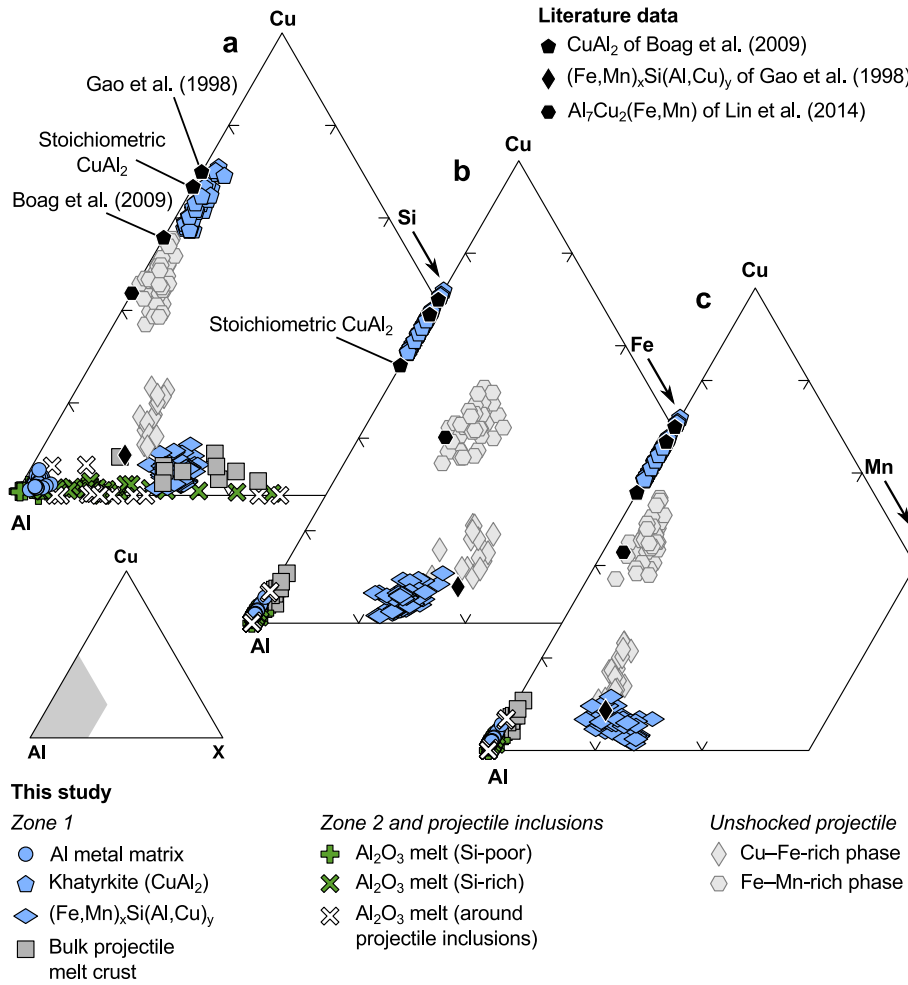 Cu
a
Gao et al. (1998)
Stoichiometric
CuAl₂
Boag et al. (2009)
Al
Literature data
CuAl₂ of Boag et al. (2009)
(Fe,Mn)ₓSi(Al,Cu)ᵧ of Gao et al. (1998)
Al₇Cu₂(Fe,Mn) of Lin et al. (2014)
Cu
b
Si
Stoichiometric CuAl₂
Al
Cu
c
Fe
Mn
Al
Cu
Al
X
This study
Zone 1
Al metal matrix
Khatyrkite (CuAl₂)
(Fe,Mn)ₓSi(Al,Cu)ᵧ
Bulk projectile
melt crust
Zone 2 and projectile inclusions
Al₂O₃ melt (Si-poor)
Al₂O₃ melt (Si-rich)
Al₂O₃ melt (around
projectile inclusions)
Unshocked projectile
Cu–Fe-rich phase
Fe–Mn-rich phase